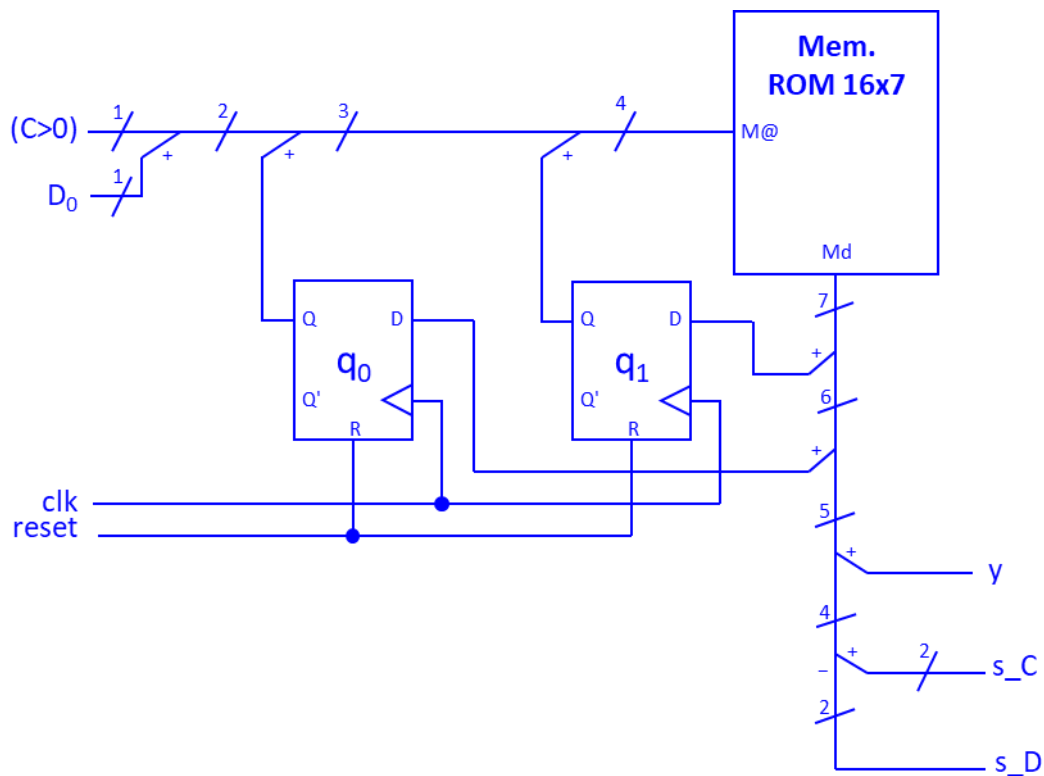 Mem.
ROM 16x7
(C>0)
1
2
3
4
M@
+
+
+
D₀
1
Md
7
Q
D
q₀
Q'
R
Q
D
q₁
Q'
R
+
6
+
clk
reset
5
+
y
4
+
2
s_C
–
2
s_D